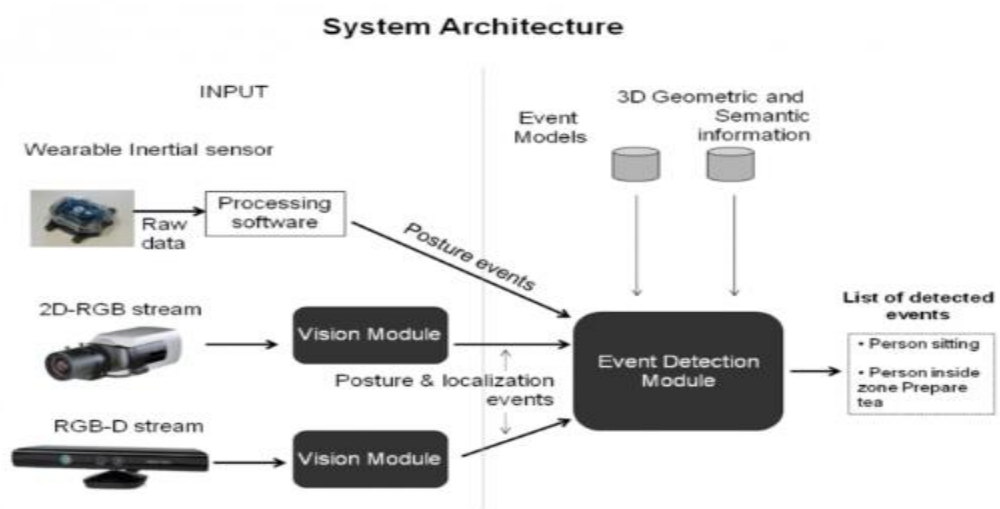 System Architecture
INPUT
Wearable Inertial sensor
Raw
data
Processing
software
Posture events
2D-RGB stream
Vision Module
Posture & localization
events
RGB-D stream
Vision Module
Event
Models
3D Geometric and
Semantic
information
Event Detection
Module
List of detected
events
• Person sitting
• Person inside
zone Prepare
tea